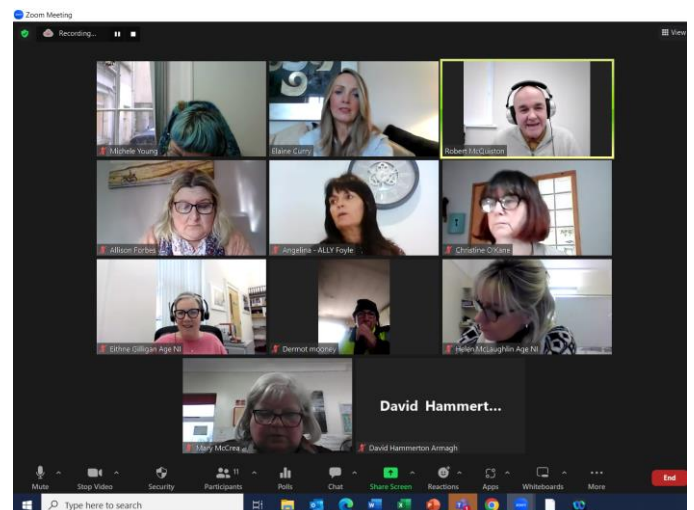 Zoom Meeting
Recording...
View
Michele Young
Elaine Curry
Robert McQuiston
Allison Forbes
Angelina - ALLY Foyle
Christine O'Kane
Eithne Gilligan Age NI
Dermot mooney
Helen McLaughlin Age NI
Mary McCrea
David Hammert...
David Hammerton Armagh
Mute
Stop Video
Security
Participants
11
Polls
Chat
Share Screen
Reactions
Apps
Whiteboards
More
End
Type here to search